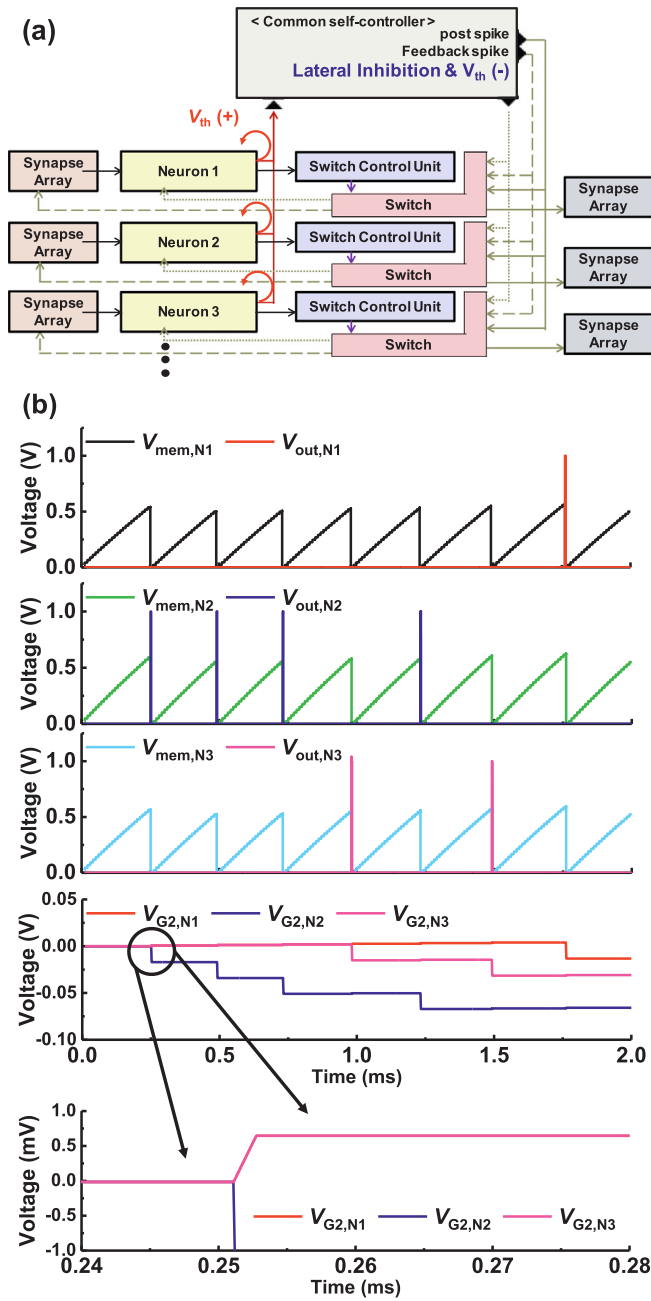 (a)
< Common self-controller >
post spike
Feedback spike
Lateral Inhibition & Vth (-)
Vth (+)
Synapse Array
Neuron 1
Switch Control Unit
Switch
Synapse Array
Synapse Array
Neuron 2
Switch Control Unit
Switch
Synapse Array
Synapse Array
Neuron 3
Switch Control Unit
Switch
Synapse Array
(b)
Vmem,N1
Vout,N1
Voltage (V)
1.0
0.5
0.0
Vmem,N2
Vout,N2
Voltage (V)
1.0
0.5
0.0
Vmem,N3
Vout,N3
Voltage (V)
1.0
0.5
0.0
VG2,N1
VG2,N2
VG2,N3
Voltage (V)
0.05
0.00
-0.05
-0.10
0.0 0.5 1.0 1.5 2.0
Time (ms)
Voltage (mV)
1.0
0.5
0.0
-0.5
-1.0
VG2,N1
VG2,N2
VG2,N3
0.24 0.25 0.26 0.27 0.28
Time (ms)